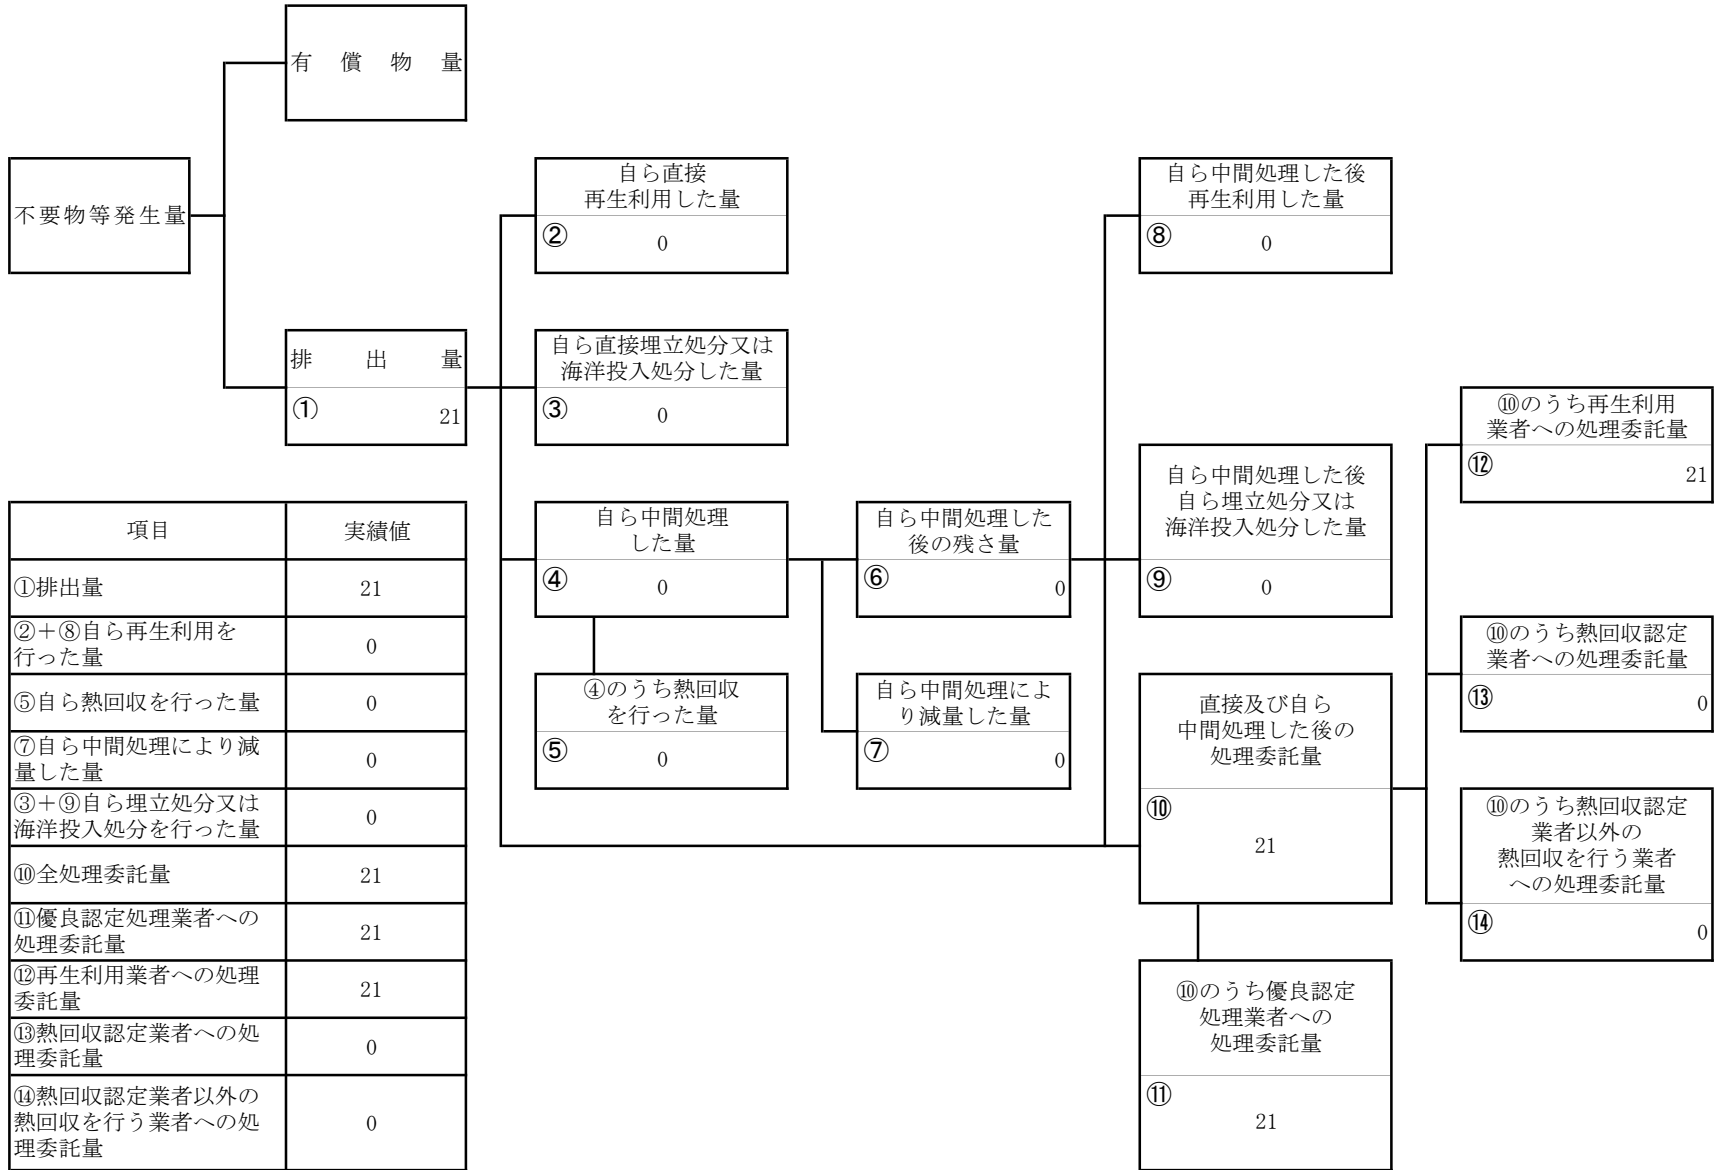 有償物量
不要物等発生量
排出量
① 21
自ら直接
再生利用した量
② 0
自ら直接埋立処分又は
海洋投入処分した量
③ 0
自ら中間処理
した量
④ 0
④のうち熱回収
を行った量
⑤ 0
自ら中間処理した
後の残さ量
⑥ 0
自ら中間処理によ
り減量した量
⑦ 0
自ら中間処理した後
再生利用した量
⑧ 0
自ら中間処理した後
自ら埋立処分又は
海洋投入処分した量
⑨ 0
直接及び自ら
中間処理した後の
処理委託量
⑩
21
⑩のうち優良認定
処理業者への
処理委託量
⑪
21
⑩のうち再生利用
業者への処理委託量
⑫ 21
⑩のうち熱回収認定
業者への処理委託量
⑬ 0
⑩のうち熱回収認定
業者以外の
熱回収を行う業者
への処理委託量
⑭ 0
項目 実績値
①排出量 21
②＋⑧自ら再生利用を
行った量 0
⑤自ら熱回収を行った量 0
⑦自ら中間処理により減
量した量 0
③＋⑨自ら埋立処分又は
海洋投入処分を行った量 0
⑩全処理委託量 21
⑪優良認定処理業者への
処理委託量 21
⑫再生利用業者への処理
委託量 21
⑬熱回収認定業者への処
理委託量 0
⑭熱回収認定業者以外の
熱回収を行う業者への処
理委託量 0